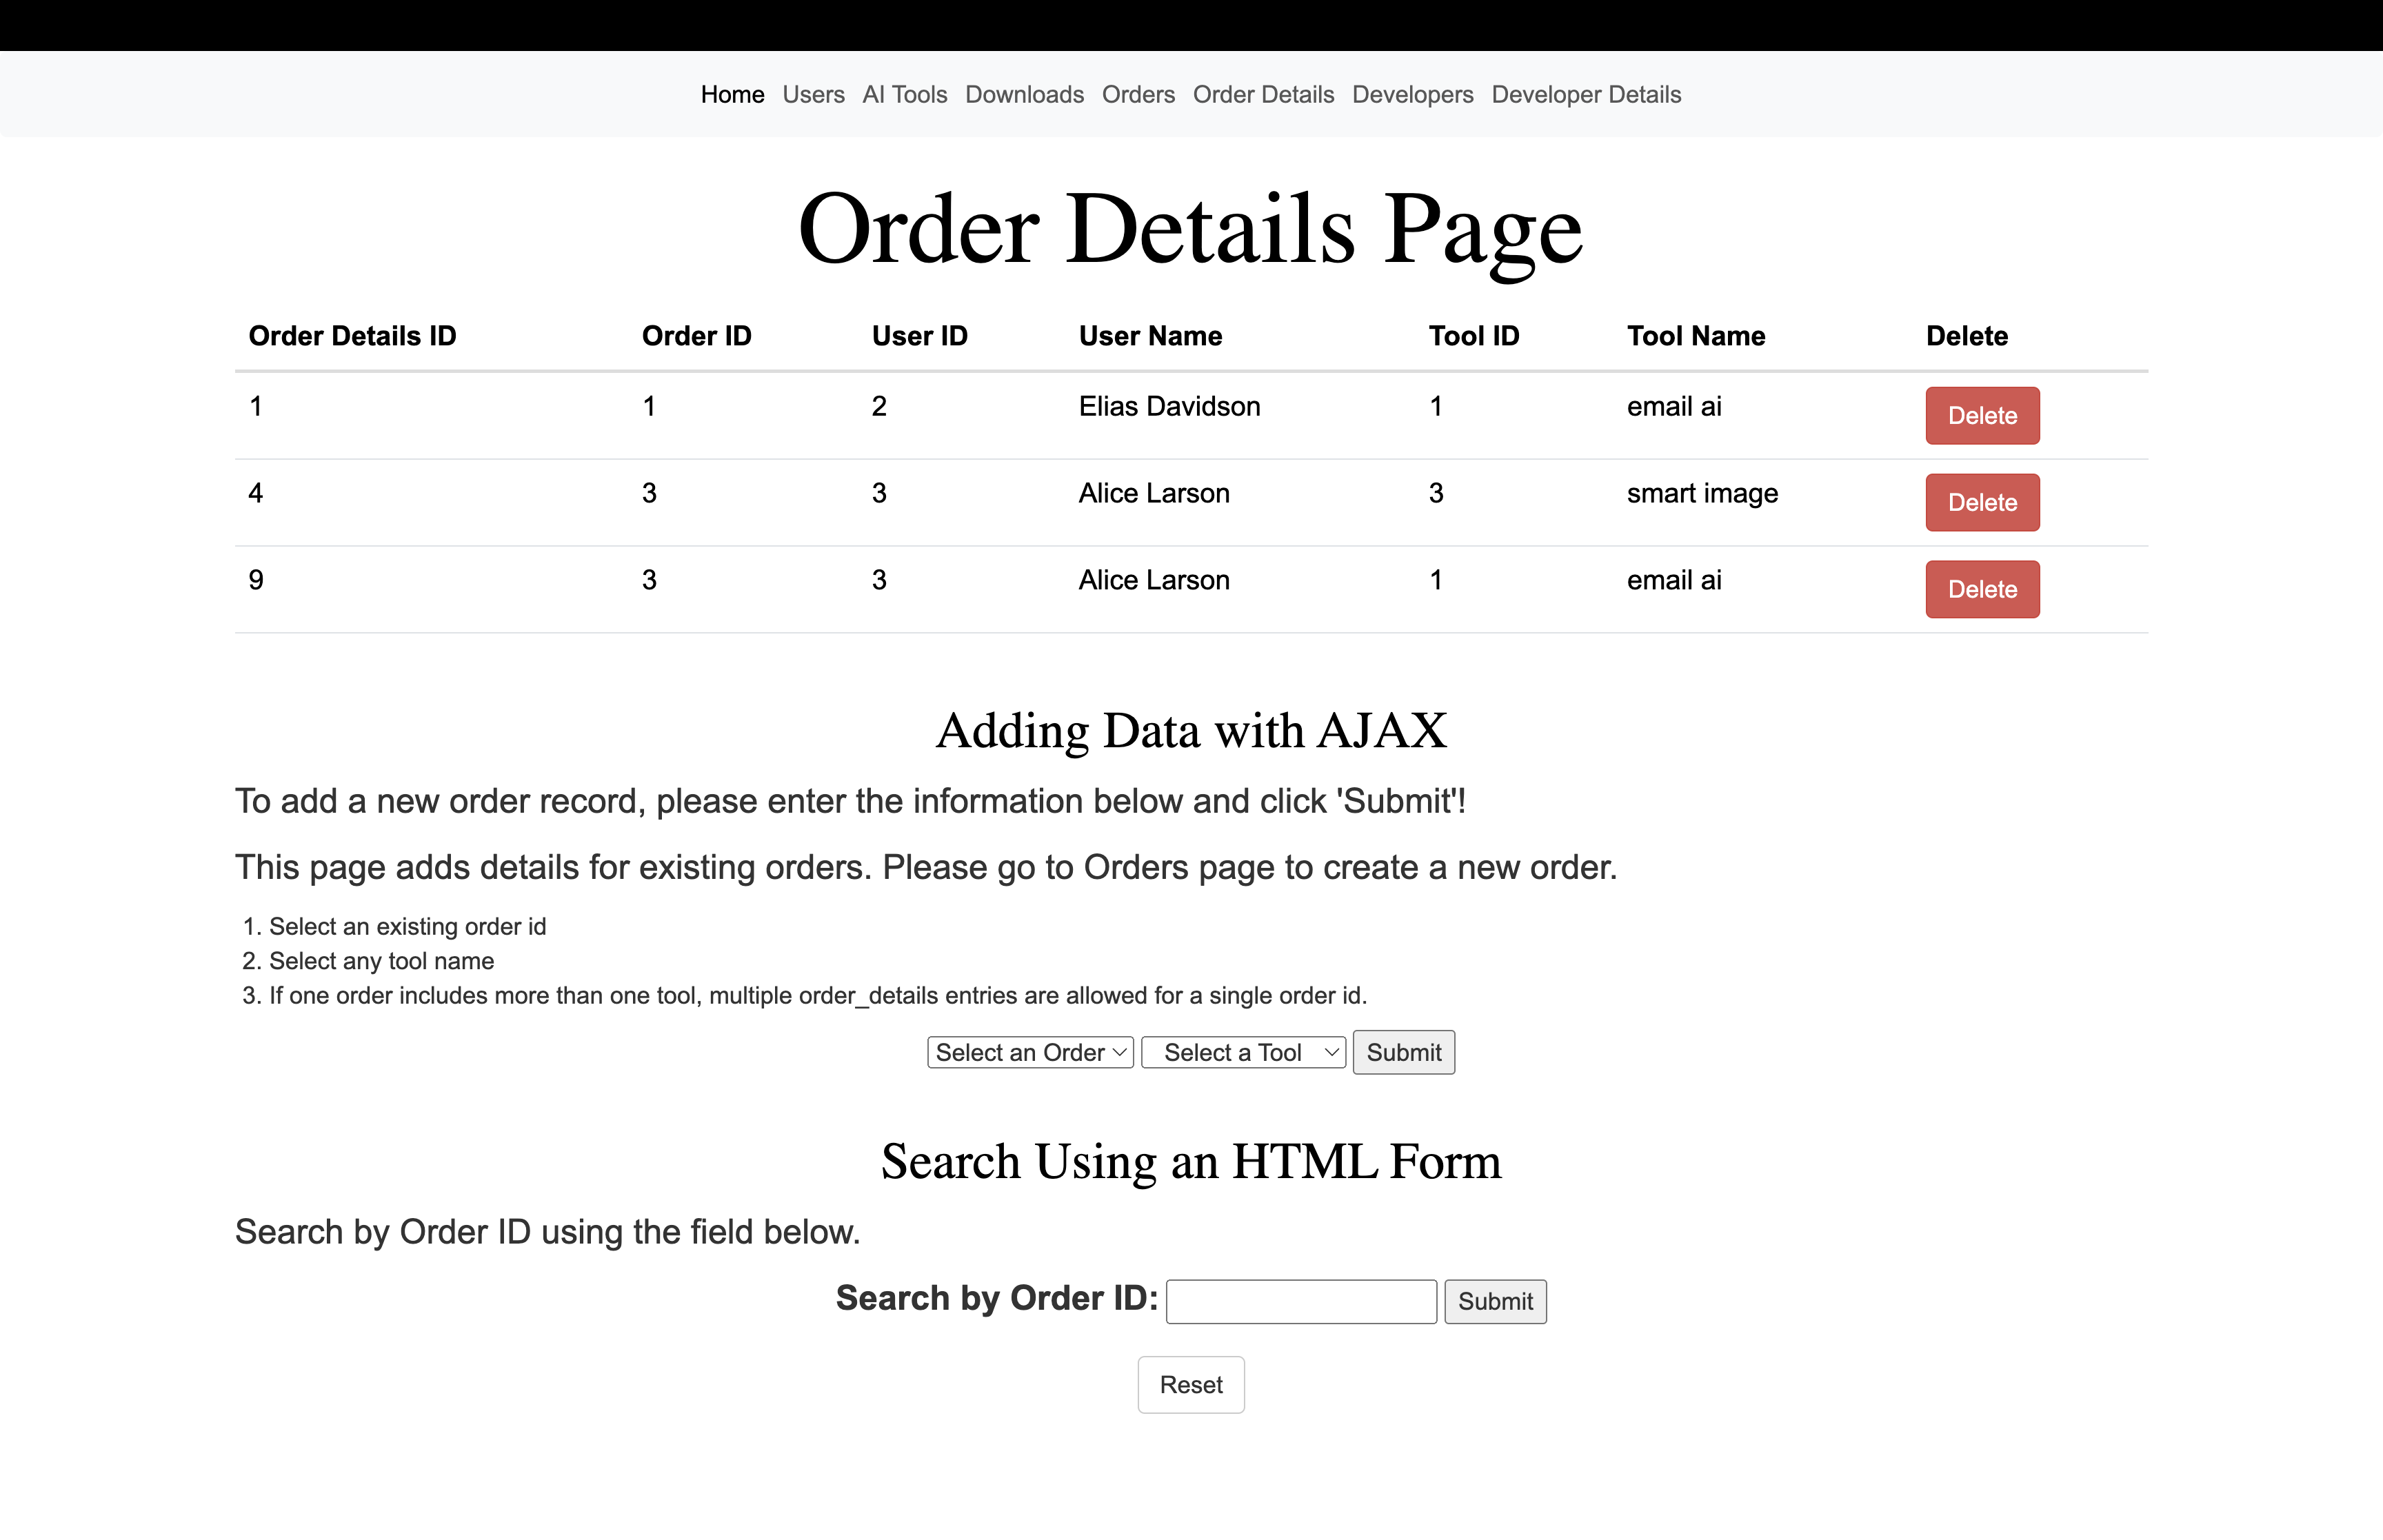 Home Users AI Tools Downloads Orders Order Details Developers Developer Details
Order Details Page
Order Details ID Order ID User ID User Name Tool ID Tool Name Delete
1 1 2 Elias Davidson 1 email ai Delete
4 3 3 Alice Larson 3 smart image Delete
9 3 3 Alice Larson 1 email ai Delete
Adding Data with AJAX
To add a new order record, please enter the information below and click 'Submit'!
This page adds details for existing orders. Please go to Orders page to create a new order.
1. Select an existing order id
2. Select any tool name
3. If one order includes more than one tool, multiple order_details entries are allowed for a single order id.
Select an Order Select a Tool Submit
Search Using an HTML Form
Search by Order ID using the field below.
Search by Order ID: Submit
Reset